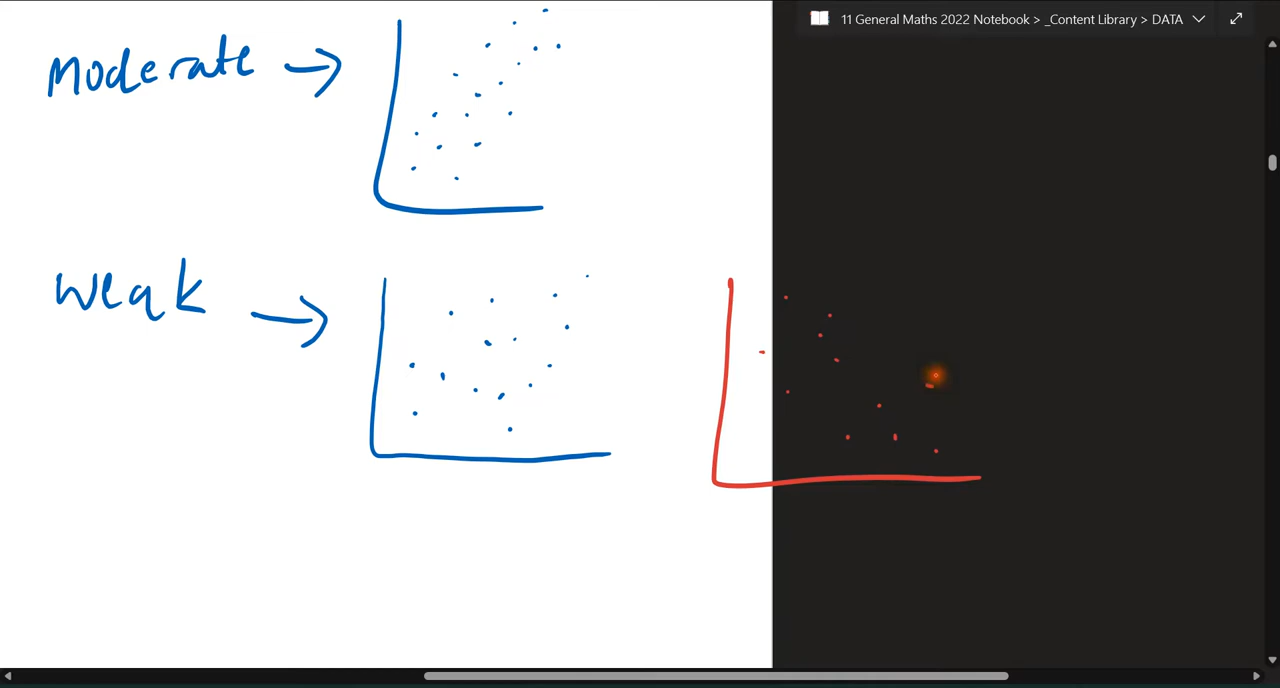 11 General Maths 2022 Notebook > _Content Library > DATA
Moderate →
Weak →